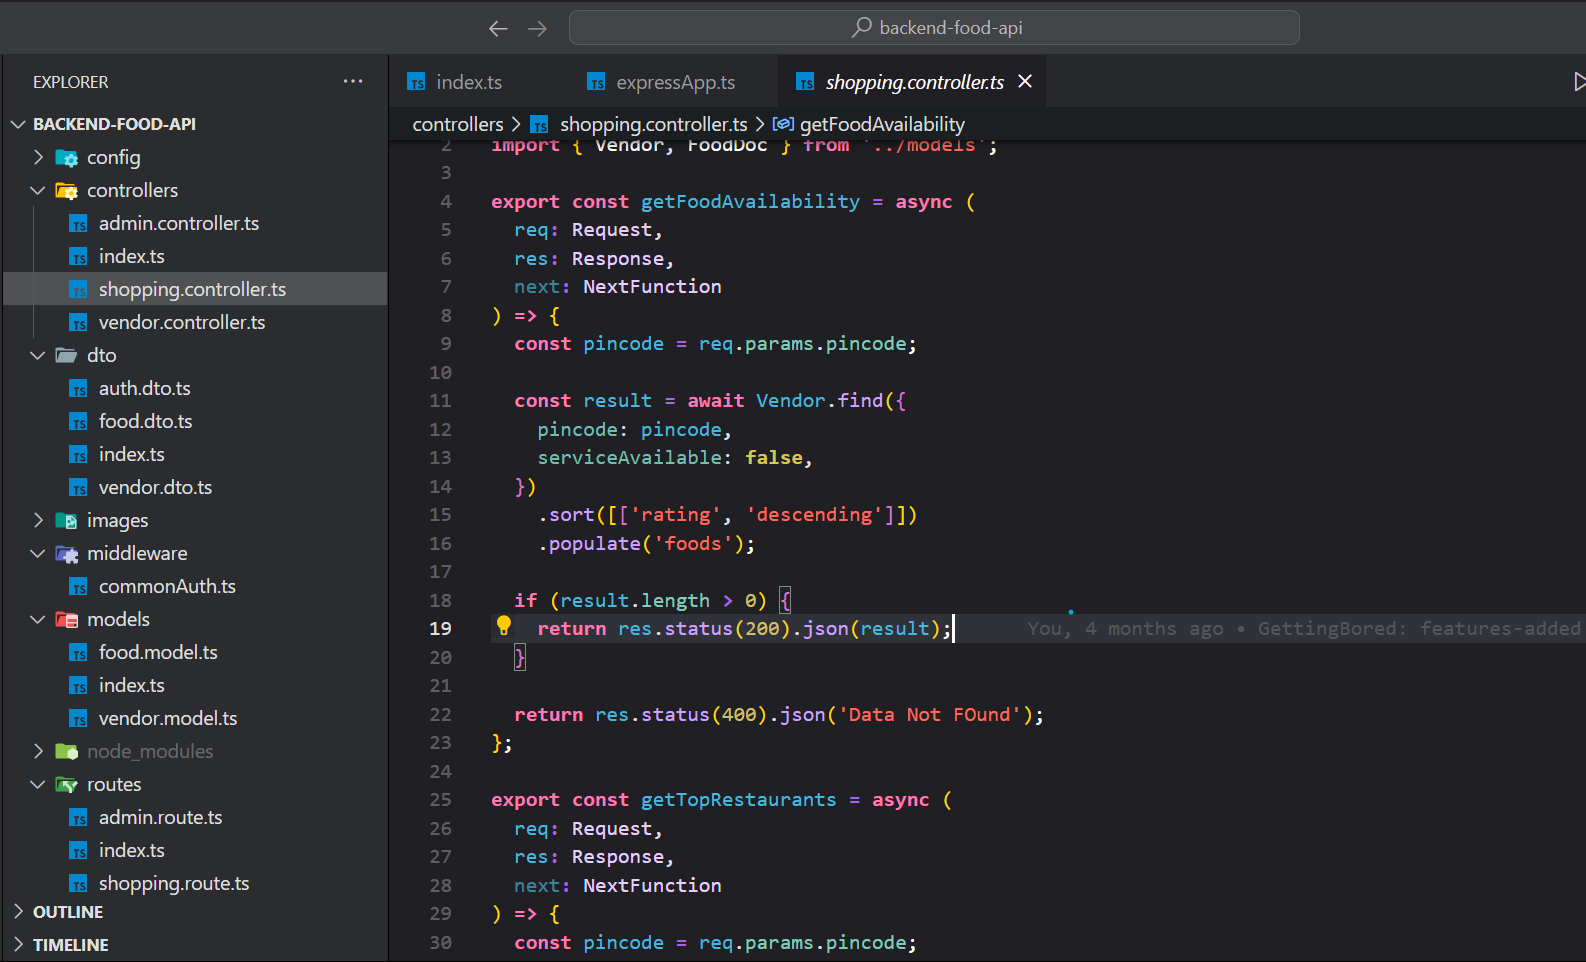 backend-food-api
EXPLORER
index.ts
expressApp.ts
shopping.controller.ts
controllers > shopping.controller.ts > getFoodAvailability
BACKEND-FOOD-API
config
controllers
admin.controller.ts
index.ts
shopping.controller.ts
vendor.controller.ts
dto
auth.dto.ts
food.dto.ts
index.ts
vendor.dto.ts
images
middleware
commonAuth.ts
models
food.model.ts
index.ts
vendor.model.ts
node_modules
routes
admin.route.ts
index.ts
shopping.route.ts
OUTLINE
TIMELINE
2 import { Vendor, FoodDoc } from '../models';
3
4 export const getFoodAvailability = async (
5 req: Request,
6 res: Response,
7 next: NextFunction
8 ) => {
9 const pincode = req.params.pincode;
10
11 const result = await Vendor.find({
12 pincode: pincode,
13 serviceAvailable: false,
14 })
15 .sort([['rating', 'descending']])
16 .populate('foods');
17
18 if (result.length > 0) {
19 return res.status(200).json(result); You, 4 months ago • GettingBored: features-added
20 }
21
22 return res.status(400).json('Data Not FOund');
23 };
24
25 export const getTopRestaurants = async (
26 req: Request,
27 res: Response,
28 next: NextFunction
29 ) => {
30 const pincode = req.params.pincode;